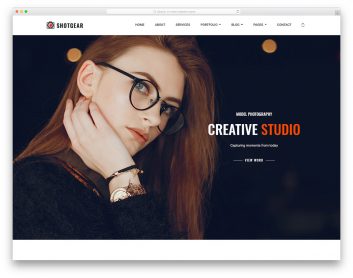 SHOTGEAR
HOME ABOUT SERVICES PORTFOLIO BLOG PAGES CONTACT
MODEL PHOTOGRAPHY
CREATIVE STUDIO
Capturing moments from today
VIEW WORK